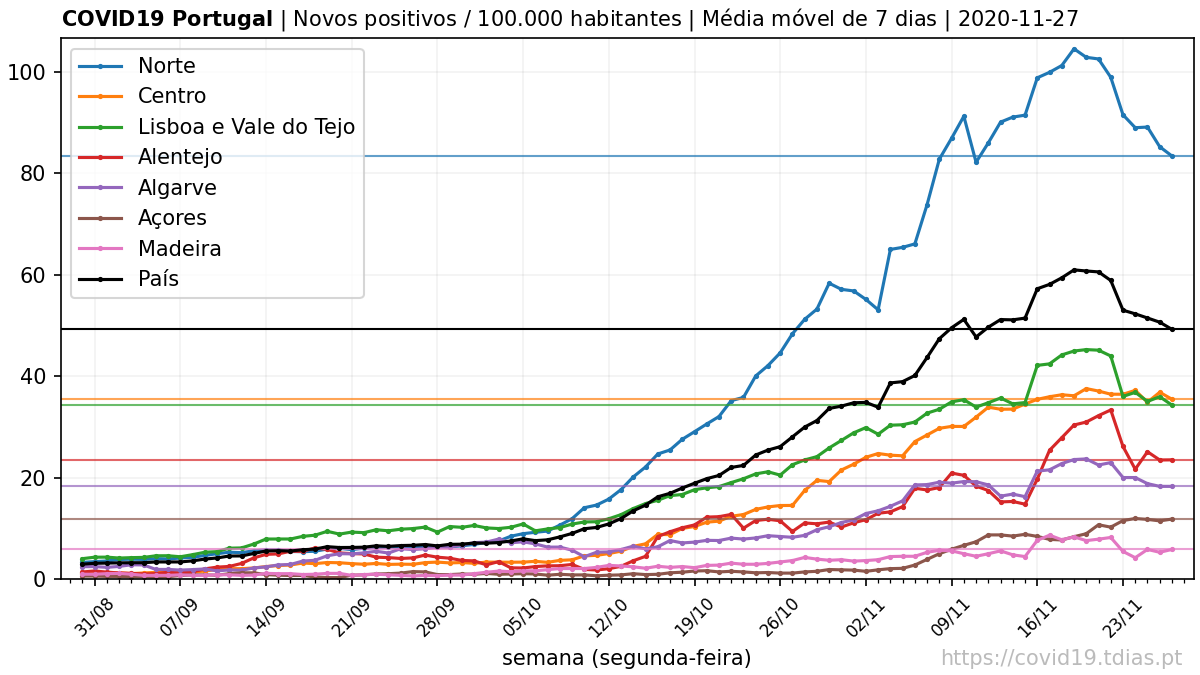 COVID19 Portugal | Novos positivos / 100.000 habitantes | Média móvel de 7 dias | 2020-11-27
Norte
Centro
Lisboa e Vale do Tejo
Alentejo
Algarve
Açores
Madeira
País
100
80
60
40
20
0
31/08
07/09
14/09
21/09
28/09
05/10
12/10
19/10
26/10
02/11
09/11
16/11
23/11
semana (segunda-feira)
https://covid19.tdias.pt